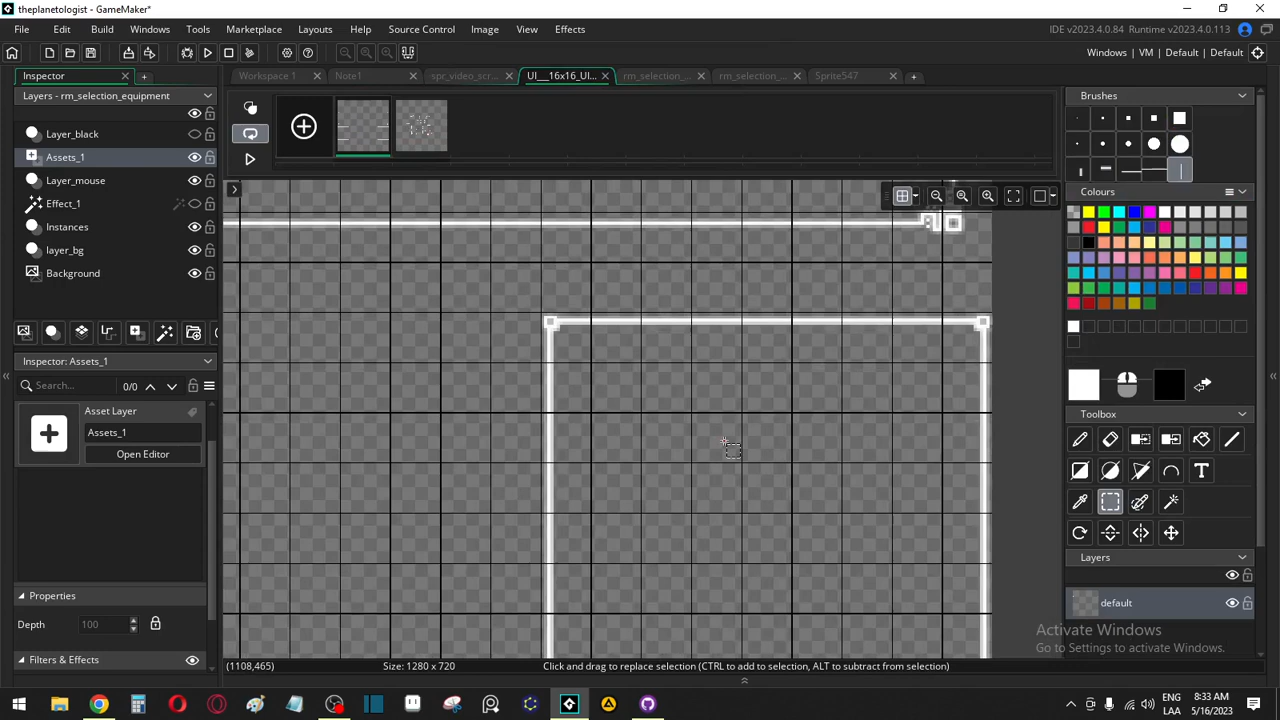 theplanetologist - GameMaker*
File Edit Build Windows Tools Marketplace Layouts Help Source Control Image View Effects
IDE v2023.4.0.84 Runtime v2023.4.0.113
Windows | VM | Default | Default
Inspector
Workspace 1
Note1
spr_video_scr...
UI__16x16_UI...
rm_selection_...
rm_selection_...
Sprite547
Layers - rm_selection_equipment
Layer_black
Assets_1
Layer_mouse
Effect_1
Instances
layer_bg
Background
Inspector: Assets_1
Search...
0/0
Asset Layer
Assets_1
Open Editor
Properties
Depth
100
Filters & Effects
Brushes
Colours
Toolbox
Layers
default
Activate Windows
Go to Settings to activate Windows.
(1108,465)
Size: 1280 x 720
Click and drag to replace selection (CTRL to add to selection, ALT to subtract from selection)
ENG
LAA
8:33 AM
5/16/2023